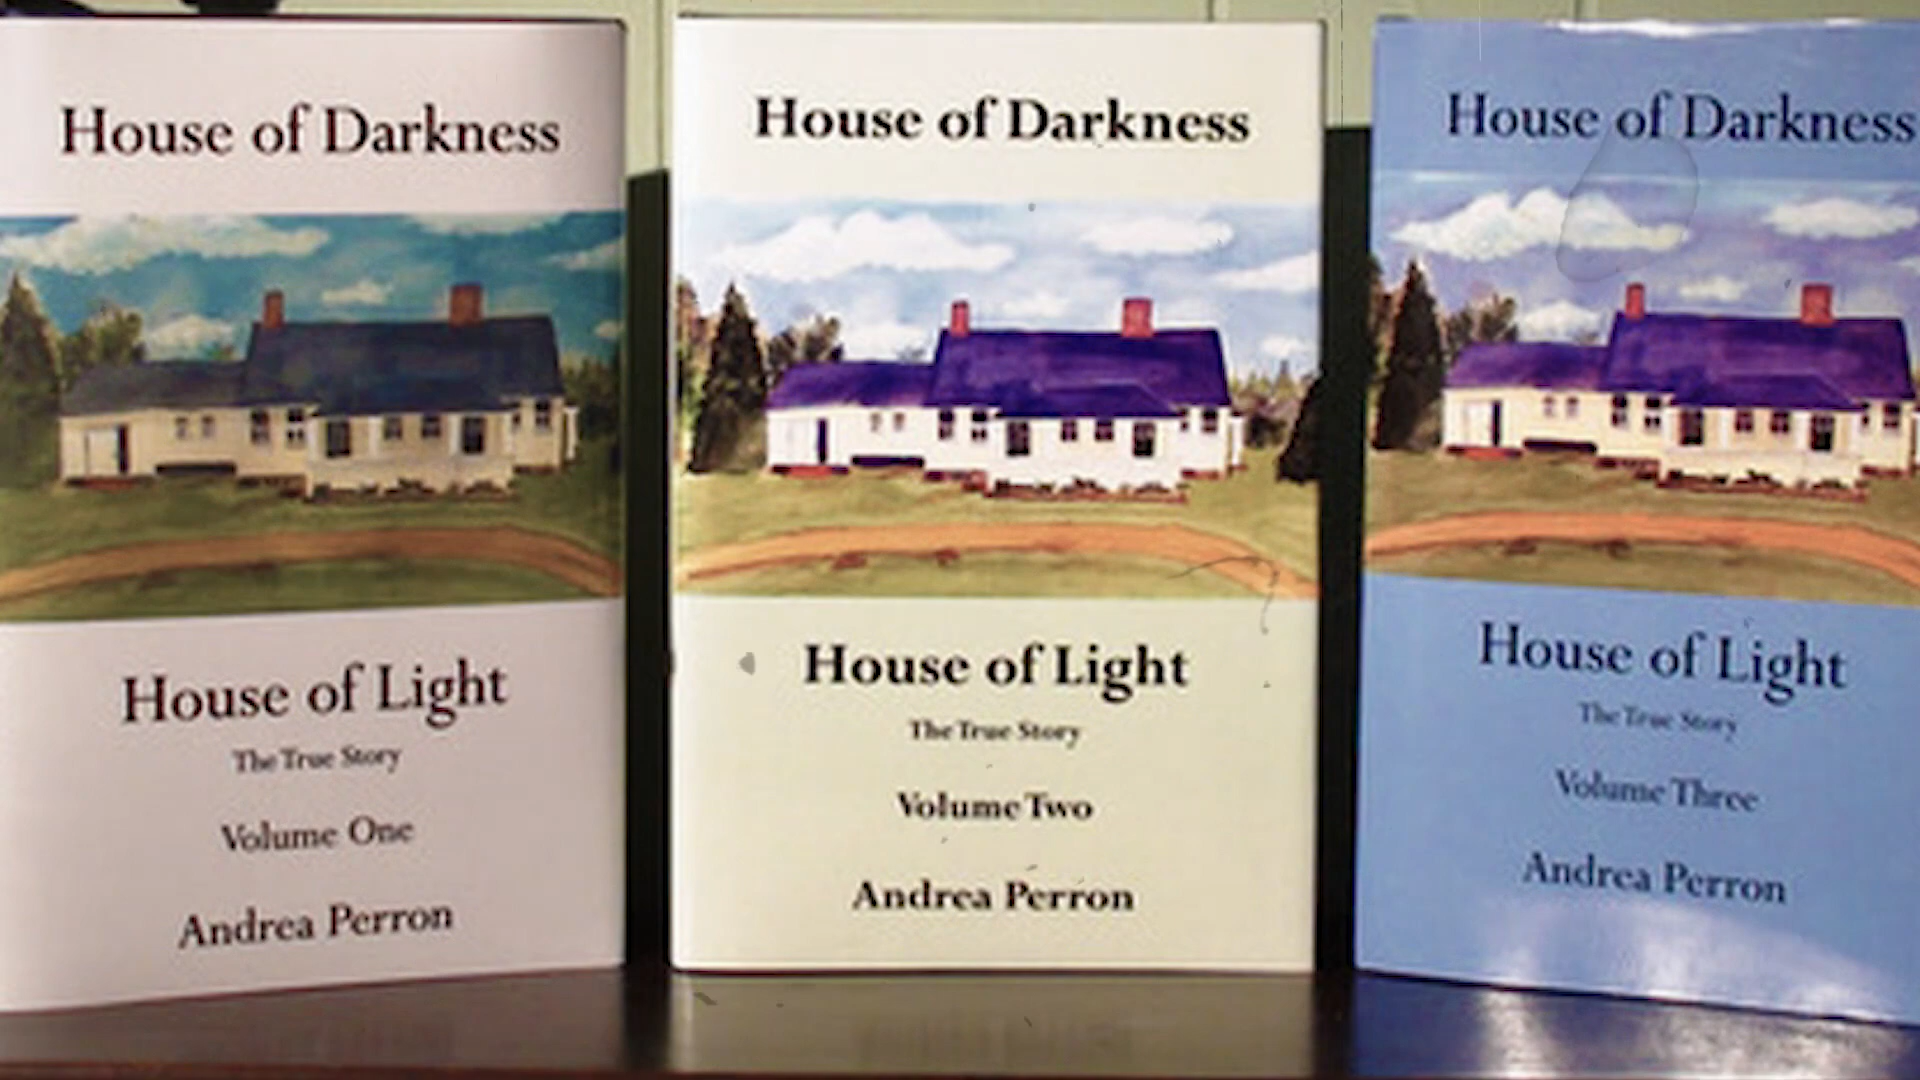 House of Darkness
House of Light
The True Story
Volume One
Andrea Perron
House of Darkness
House of Light
The True Story
Volume Two
Andrea Perron
House of Darkness
House of Light
The True Story
Volume Three
Andrea Perron